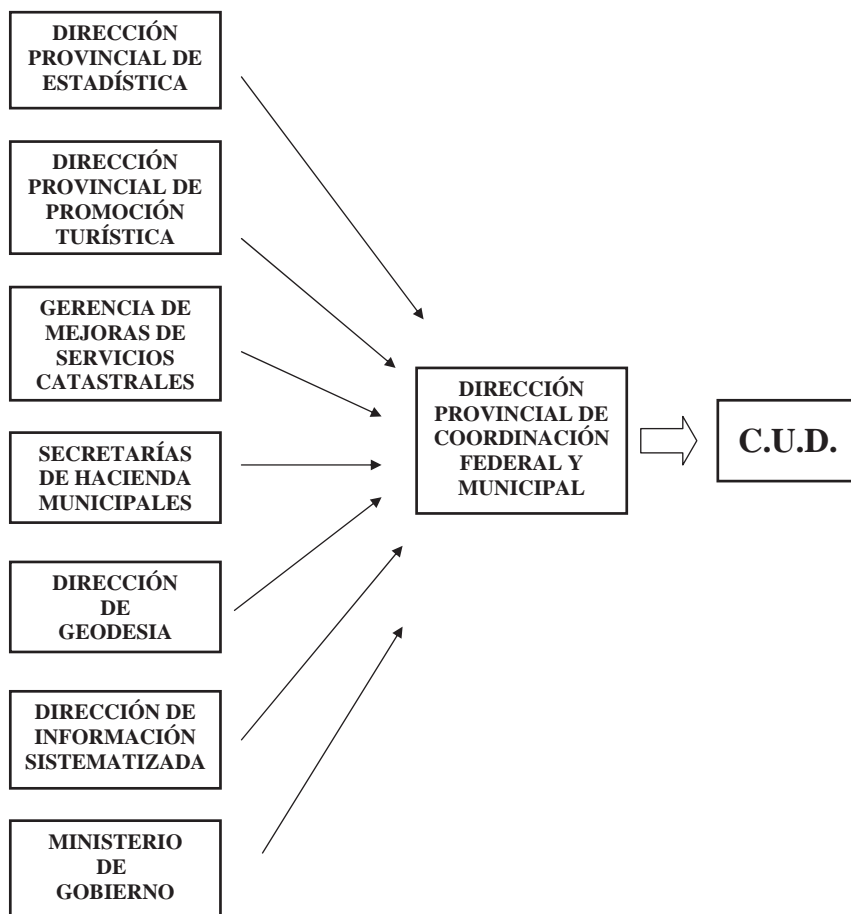 DIRECCIÓN
PROVINCIAL DE
ESTADÍSTICA
DIRECCIÓN
PROVINCIAL DE
PROMOCIÓN
TURÍSTICA
GERENCIA DE
MEJORAS DE
SERVICIOS
CATASTRALES
SECRETARÍAS
DE HACIENDA
MUNICIPALES
DIRECCIÓN
DE
GEODESIA
DIRECCIÓN DE
INFORMACIÓN
SISTEMATIZADA
MINISTERIO
DE
GOBIERNO
DIRECCIÓN
PROVINCIAL DE
COORDINACIÓN
FEDERAL Y
MUNICIPAL
C.U.D.